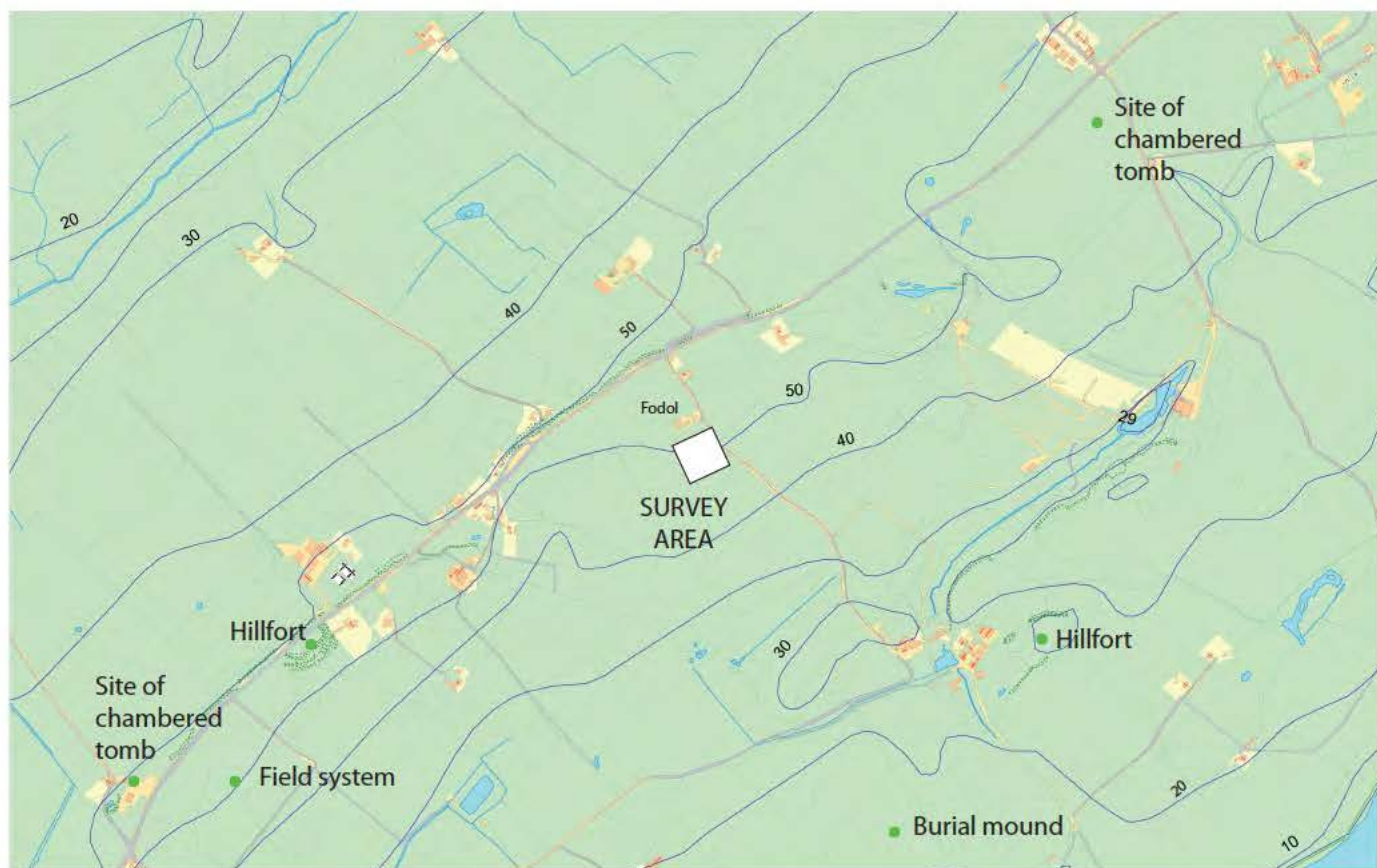 Site of
chambered
tomb
20
30
40
50
50
Fodol
40
29
SURVEY
AREA
Hillfort
30
Hillfort
Site of
chambered
tomb
Field system
20
Burial mound
10